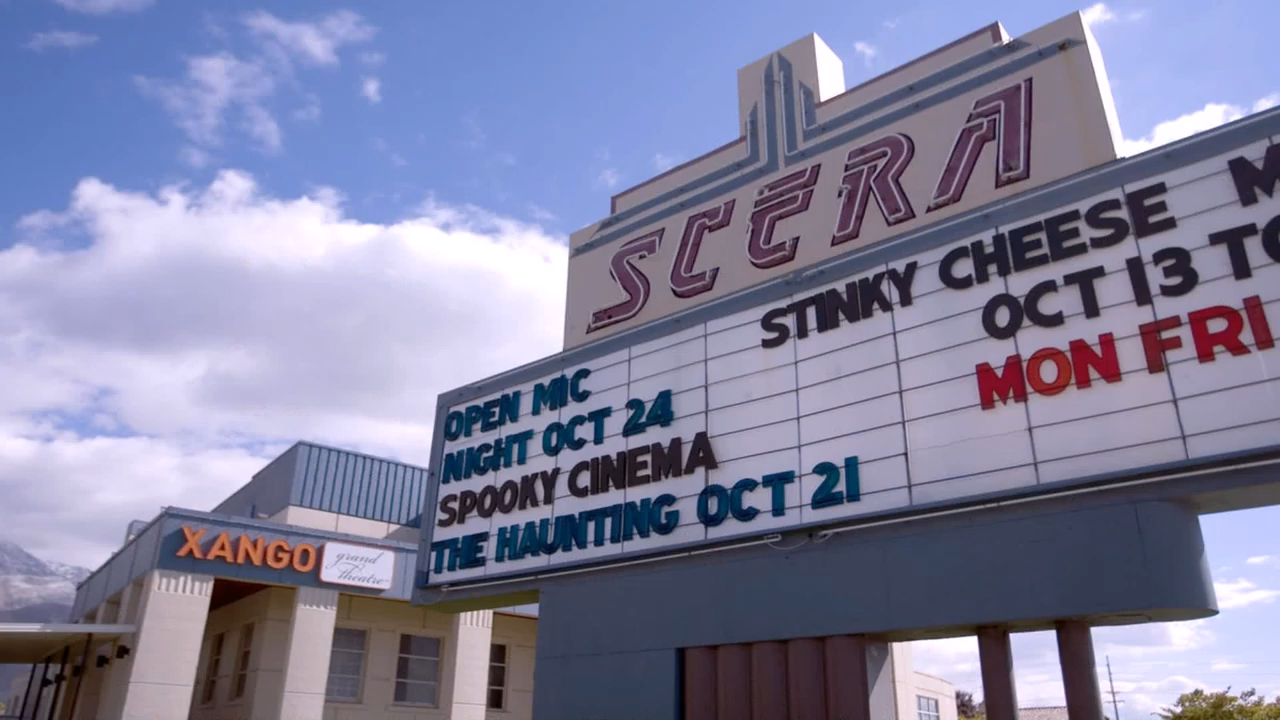 SCERA
STINKY CHEESE
OCT 13
MON FRI
OPEN MIC
NIGHT OCT 24
SPOOKY CINEMA
THE HAUNTING OCT 21
XANGO
grand
theatre